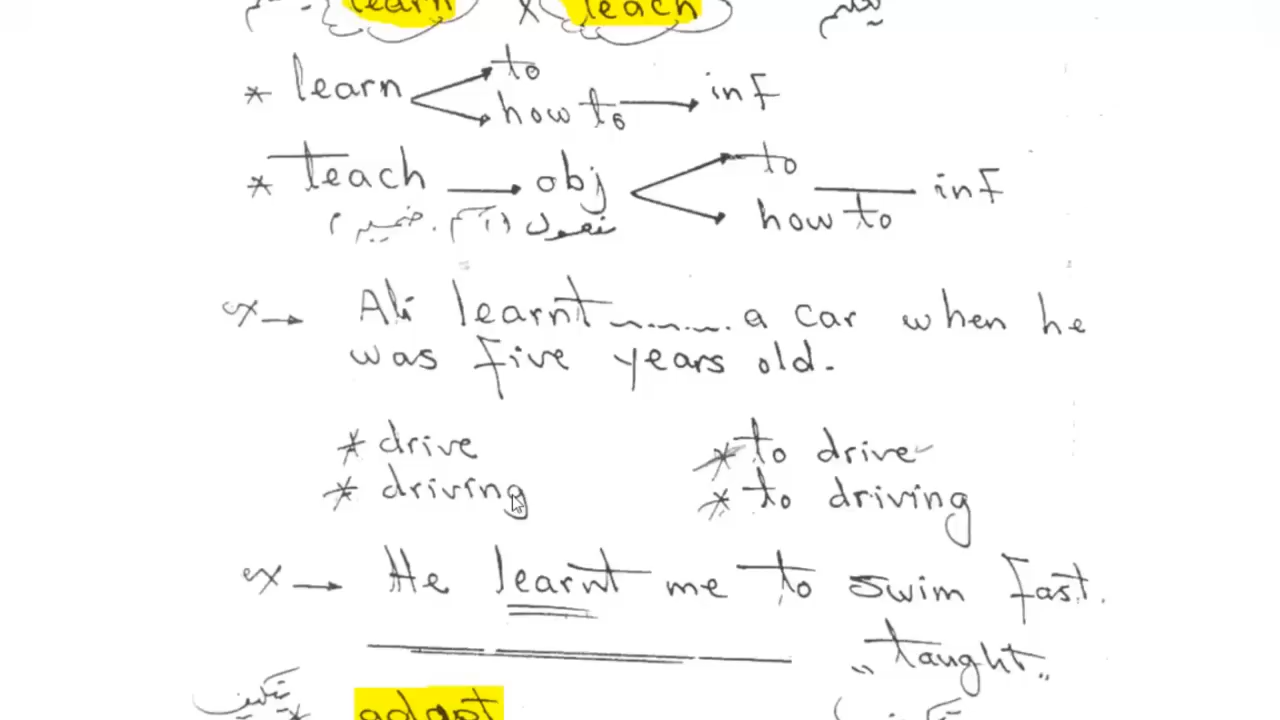 learn × teach يعلم
* learn to
how to inf
* teach obj to
how to inf
مفعول
ex Ali learnt ........ a car when he
was five years old.
* drive * to drive
* driving * to driving
ex He learnt me to swim fast.
"taught"
تكيف * adapt